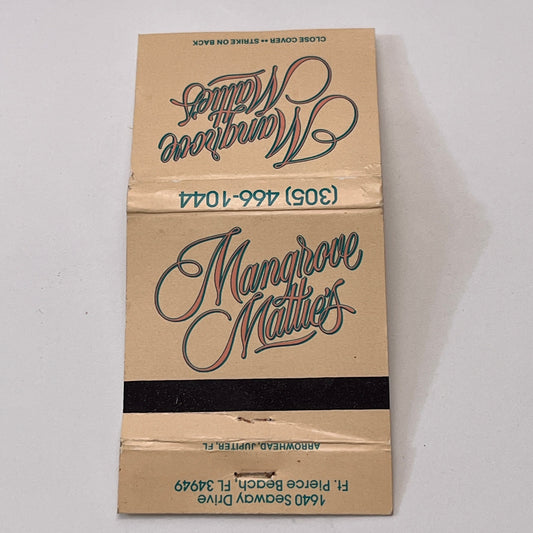 CLOSE COVER •• STRIKE ON BACK
Mangrove
Mattie's
(305) 466-1044
Mangrove
Mattie's
ARROWHEAD, JUPITER, FL
1640 Seaway Drive
Ft. Pierce Beach, FL 34949